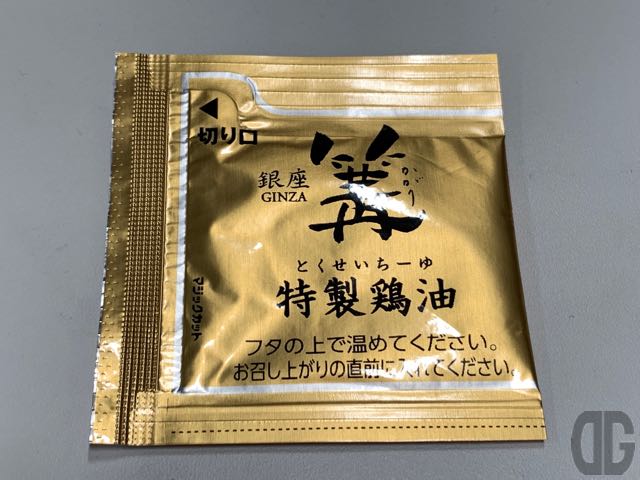 切り口
銀座
GINZA
篝
かがり
とくせいちーゆ
特製鶏油
マジックカット
フタの上で温めてください。
お召し上がりの直前に入れてください。
DG